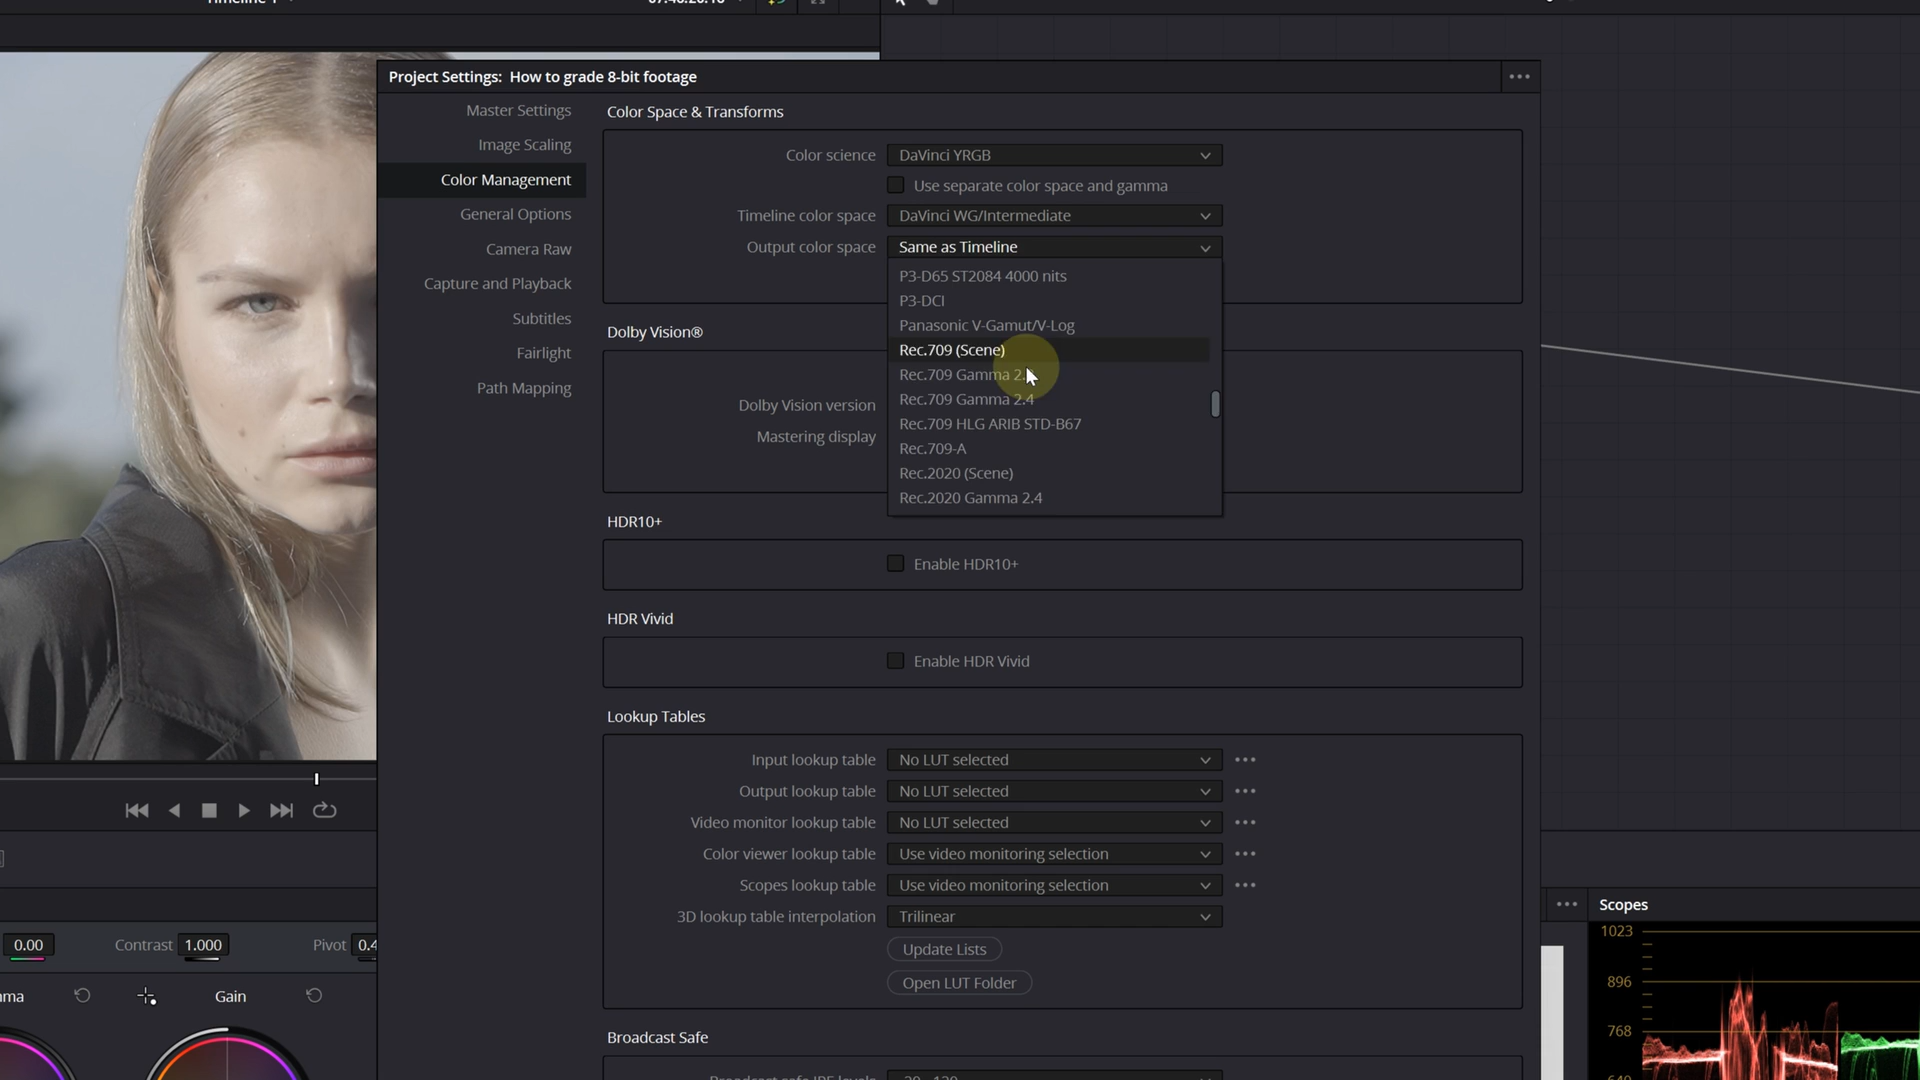 Project Settings: How to grade 8-bit footage
Master Settings
Image Scaling
Color Management
General Options
Camera Raw
Capture and Playback
Subtitles
Fairlight
Path Mapping
Color Space & Transforms
Color science DaVinci YRGB
Use separate color space and gamma
Timeline color space DaVinci WG/Intermediate
Output color space Same as Timeline
P3-D65 ST2084 4000 nits
P3-DCI
Panasonic V-Gamut/V-Log
Rec.709 (Scene)
Rec.709 Gamma
Rec.709 Gamma 2.4
Rec.709 HLG ARIB STD-B67
Rec.709-A
Rec.2020 (Scene)
Rec.2020 Gamma 2.4
Dolby Vision®
Dolby Vision version
Mastering display
HDR10+
Enable HDR10+
HDR Vivid
Enable HDR Vivid
Lookup Tables
Input lookup table No LUT selected
Output lookup table No LUT selected
Video monitor lookup table No LUT selected
Color viewer lookup table Use video monitoring selection
Scopes lookup table Use video monitoring selection
3D lookup table interpolation Trilinear
Update Lists
Open LUT Folder
Broadcast Safe
0.00 Contrast 1.000 Pivot 0.4
Gain
Scopes
1023
896
768